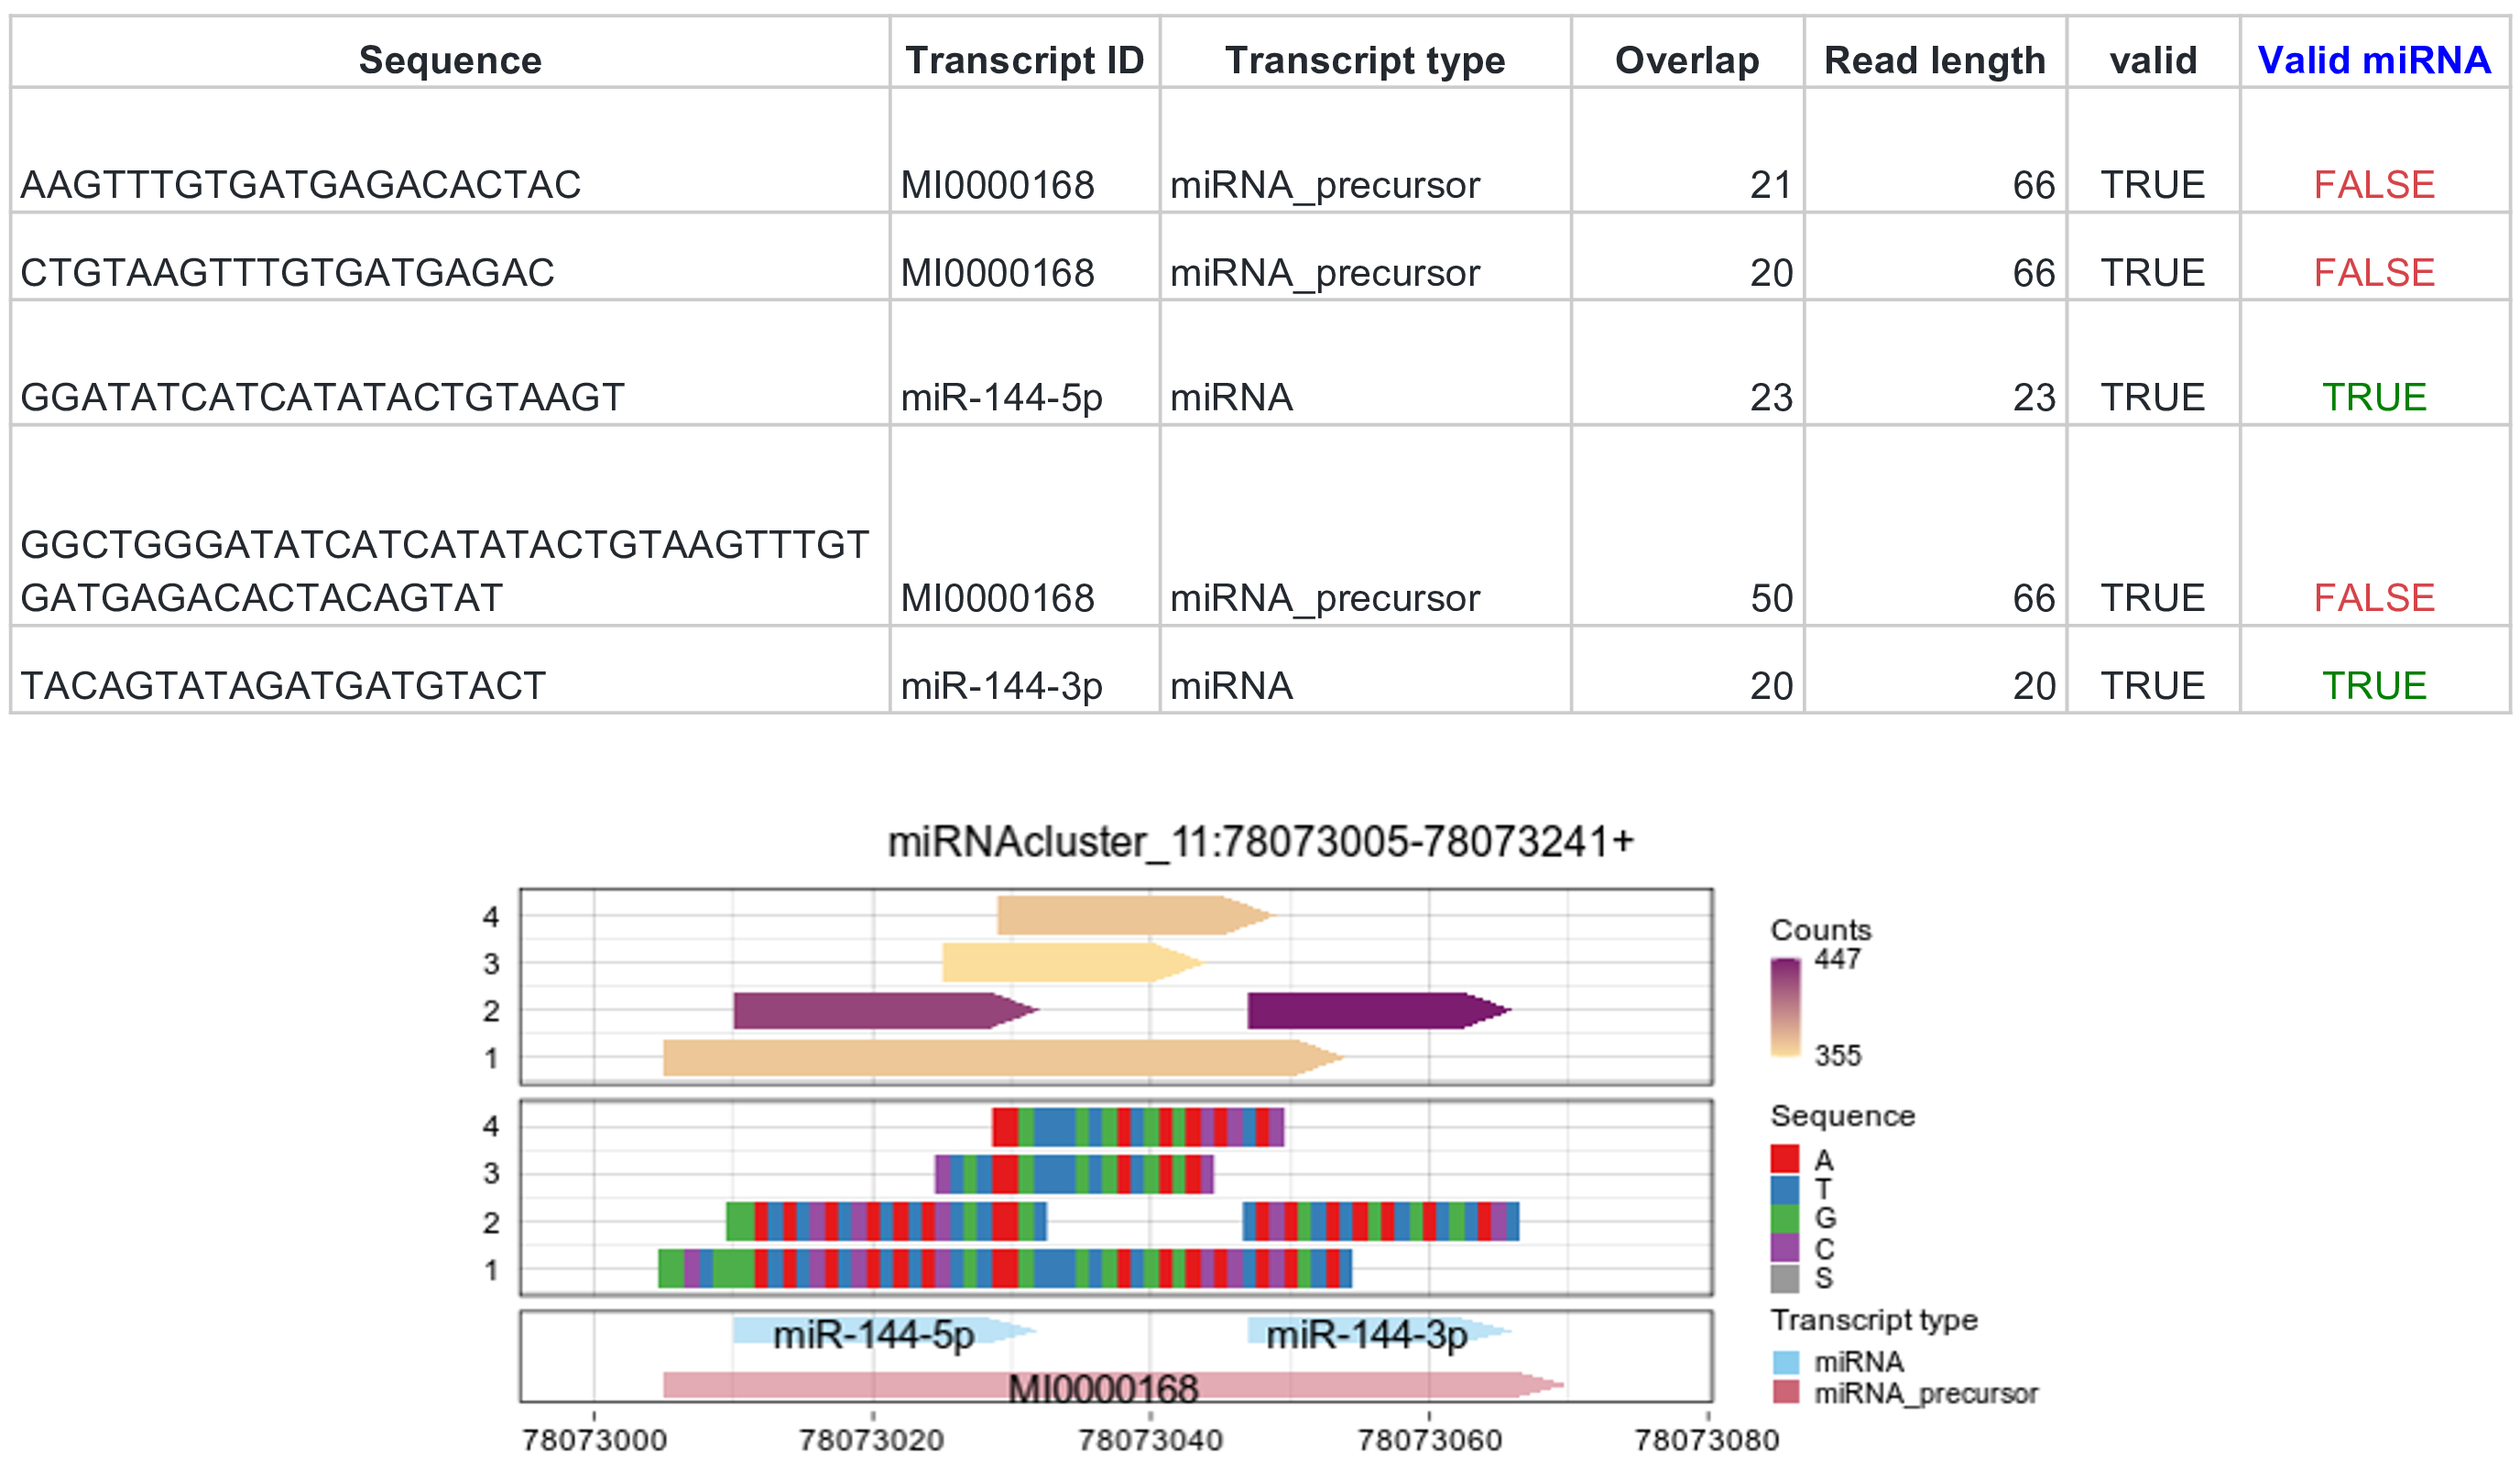 Sequence Transcript ID Transcript type Overlap Read length valid Valid miRNA
AAGTTTGTGATGAGACACTAC MI0000168 miRNA_precursor 21 66 TRUE FALSE
CTGTAAGTTTGTGATGAGAC MI0000168 miRNA_precursor 20 66 TRUE FALSE
GGATATCATCATATACTGTAAGT miR-144-5p miRNA 23 23 TRUE TRUE
GGCTGGGATATCATCATATACTGTAAGTTTGT
GATGAGACACTACAGTAT MI0000168 miRNA_precursor 50 66 TRUE FALSE
TACAGTATAGATGATGTACT miR-144-3p miRNA 20 20 TRUE TRUE
miRNAcluster_11:78073005-78073241+
4
3
2
1
Counts
447
355
4
3
2
1
Sequence
A
T
G
C
S
miR-144-5p miR-144-3p
MI0000168
Transcript type
miRNA
miRNA_precursor
78073000 78073020 78073040 78073060 78073080